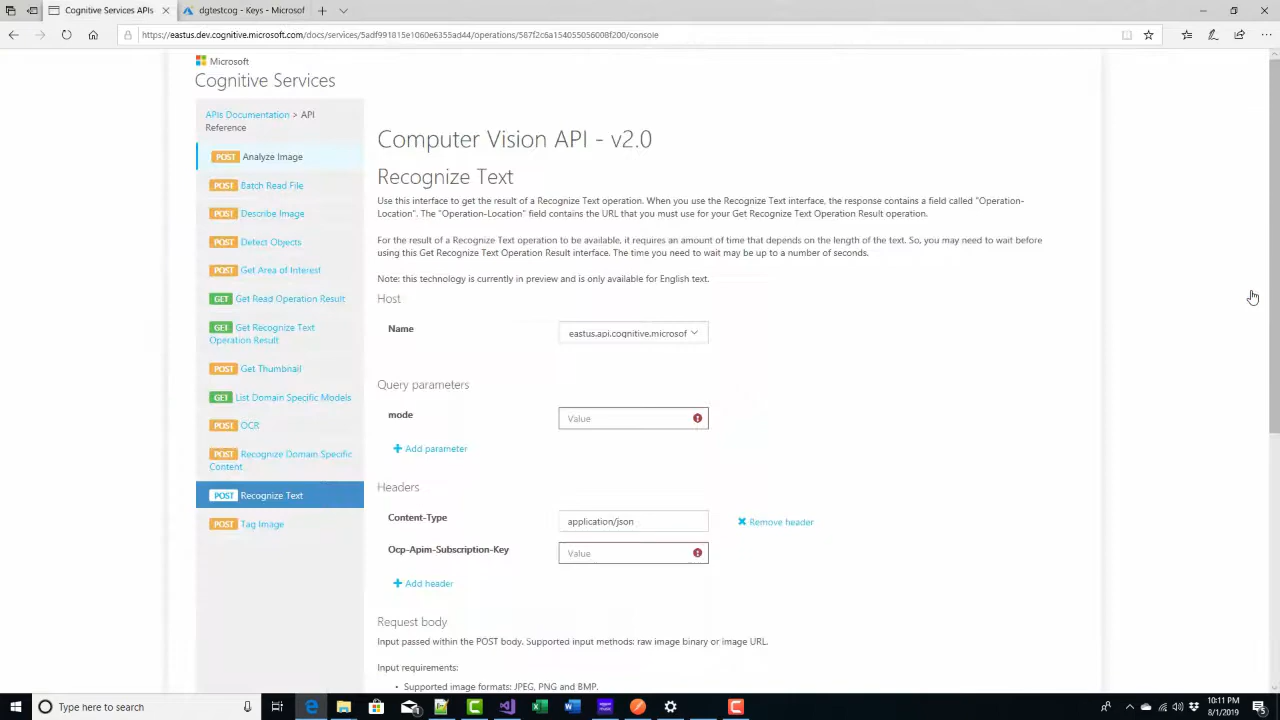 Cognitive Services APIs
dgtestcog - Keys - Microsof
https://eastus.dev.cognitive.microsoft.com/docs/services/5adf991815e1060e6355ad44/operations/587f2c6a154055056008f200/console
Microsoft
Cognitive Services
APIs Documentation > API
Reference
POST Analyze Image
POST Batch Read File
POST Describe Image
POST Detect Objects
POST Get Area of Interest
GET Get Read Operation Result
GET Get Recognize Text
Operation Result
POST Get Thumbnail
GET List Domain Specific Models
POST OCR
POST Recognize Domain Specific
Content
POST Recognize Text
POST Tag Image
Computer Vision API - v2.0
Recognize Text
Use this interface to get the result of a Recognize Text operation. When you use the Recognize Text interface, the response contains a field called "Operation-
Location". The "Operation-Location" field contains the URL that you must use for your Get Recognize Text Operation Result operation.
For the result of a Recognize Text operation to be available, it requires an amount of time that depends on the length of the text. So, you may need to wait before
using this Get Recognize Text Operation Result interface. The time you need to wait may be up to a number of seconds.
Note: this technology is currently in preview and is only available for English text.
Host
Name
eastus.api.cognitive.microsof
Query parameters
mode
Value
Add parameter
Headers
Content-Type
application/json
Remove header
Ocp-Apim-Subscription-Key
Value
Add header
Request body
Input passed within the POST body. Supported input methods: raw image binary or image URL.
Input requirements:
• Supported image formats: JPEG, PNG and BMP.
Type here to search
10:11 PM
8/1/2019